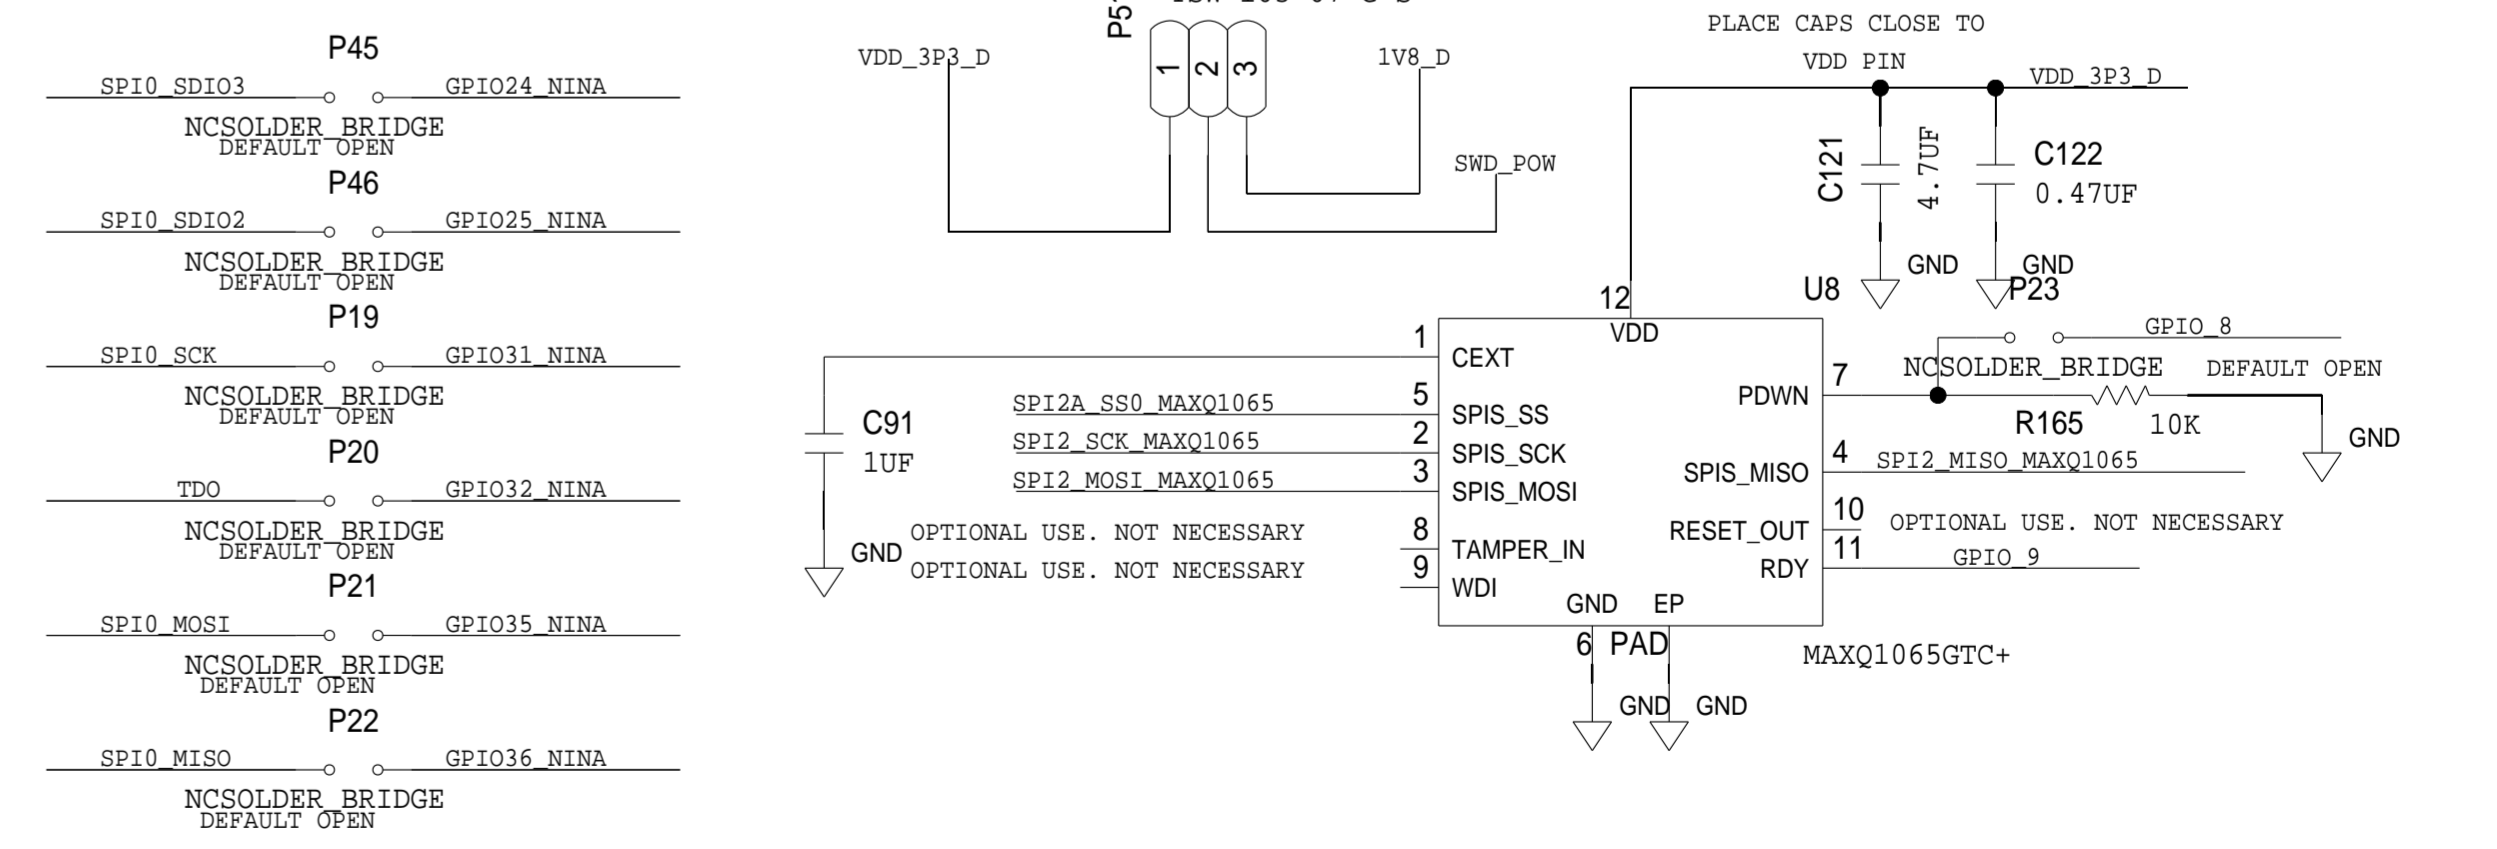 P45
SPI0_SDIO3
GPIO24_NINA
NCSOLDER_BRIDGE
DEFAULT OPEN
P46
SPI0_SDIO2
GPIO25_NINA
NCSOLDER_BRIDGE
DEFAULT OPEN
P19
SPI0_SCK
GPIO31_NINA
NCSOLDER_BRIDGE
DEFAULT OPEN
P20
TDO
GPIO32_NINA
NCSOLDER_BRIDGE
DEFAULT OPEN
P21
SPI0_MOSI
GPIO35_NINA
NCSOLDER_BRIDGE
DEFAULT OPEN
P22
SPI0_MISO
GPIO36_NINA
NCSOLDER_BRIDGE
DEFAULT OPEN
VDD_3P3_D
1
2
3
1V8_D
SWD_POW
PLACE CAPS CLOSE TO
VDD PIN
VDD_3P3_D
C121
4.7UF
C122
0.47UF
GND
GND
U8
P23
GPIO_8
NCSOLDER_BRIDGE
DEFAULT OPEN
12
VDD
1
CEXT
C91
1UF
GND
SPI2A_SS0_MAXQ1065
5
SPIS_SS
SPI2_SCK_MAXQ1065
2
SPIS_SCK
SPI2_MOSI_MAXQ1065
3
SPIS_MOSI
OPTIONAL USE. NOT NECESSARY
8
TAMPER_IN
OPTIONAL USE. NOT NECESSARY
9
WDI
PDWN
7
R165
10K
GND
SPIS_MISO
4
SPI2_MISO_MAXQ1065
RESET_OUT
10
OPTIONAL USE. NOT NECESSARY
RDY
11
GPIO_9
GND
EP
6
PAD
MAXQ1065GTC+
GND
GND